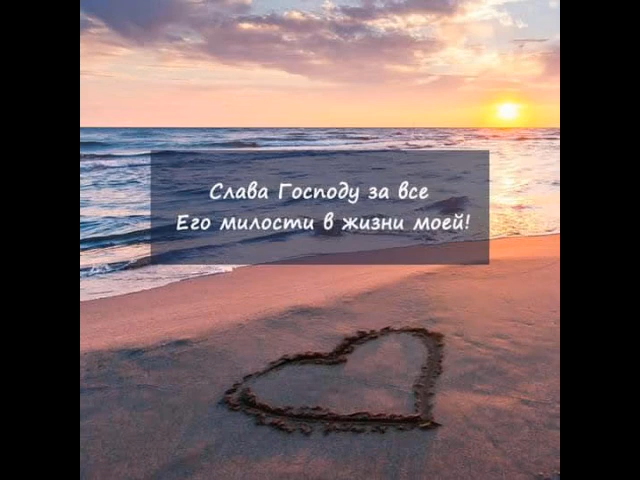 Слава Господу за все
Его милости в жизни моей!